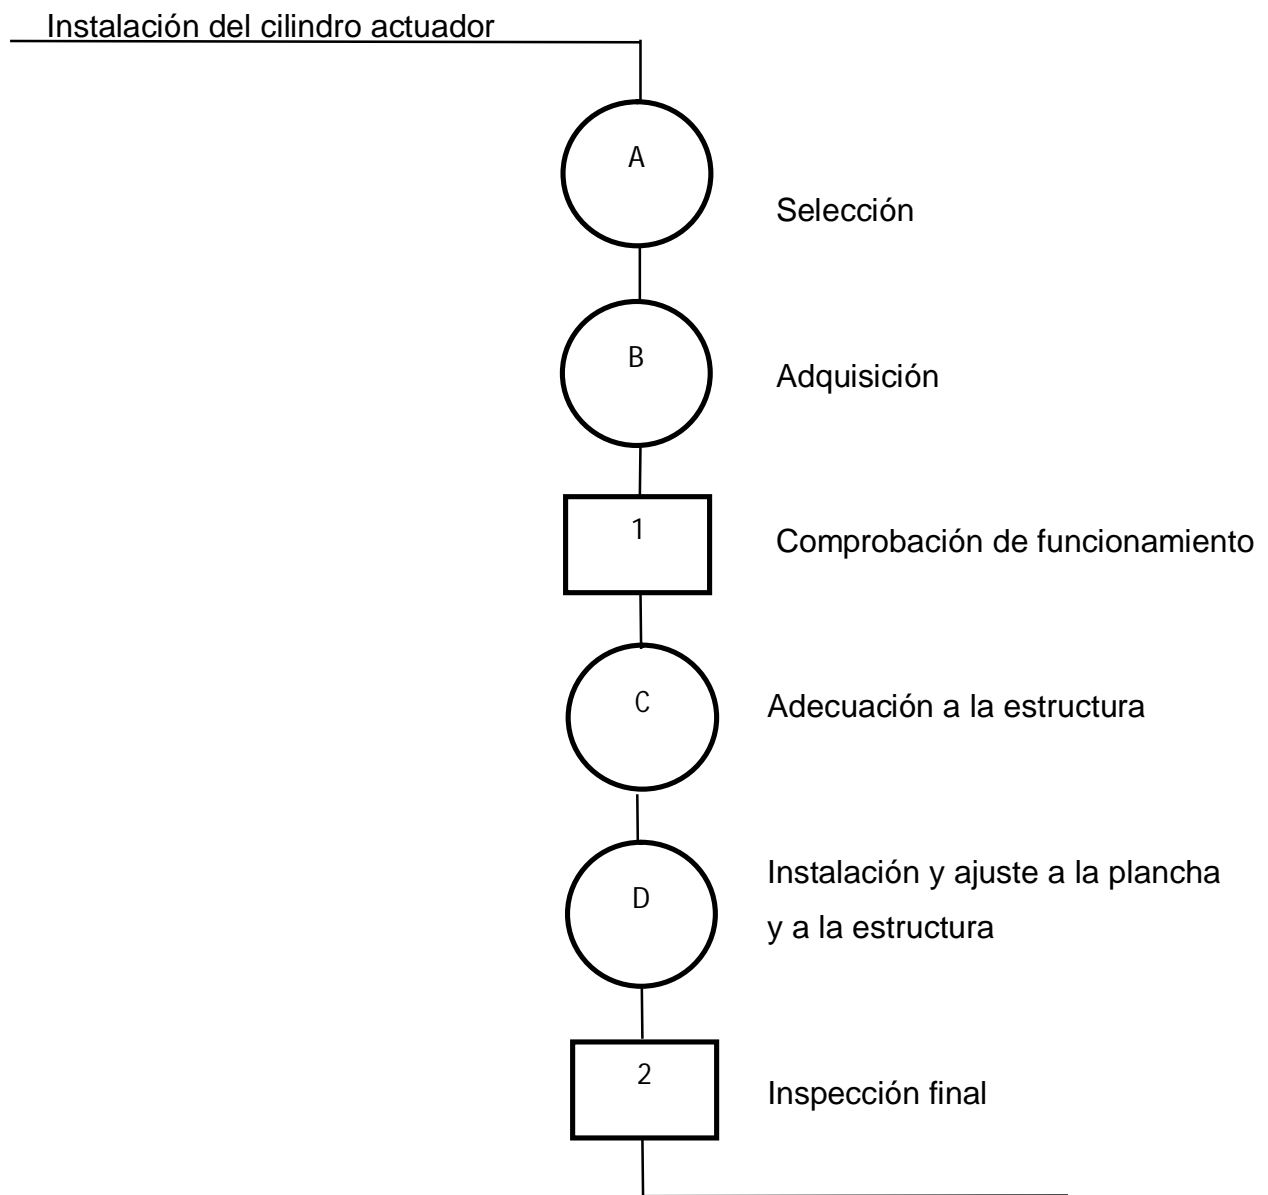 Instalación del cilindro actuador
A
Selección
B
Adquisición
1
Comprobación de funcionamiento
C
Adecuación a la estructura
D
Instalación y ajuste a la plancha
y a la estructura
2
Inspección final